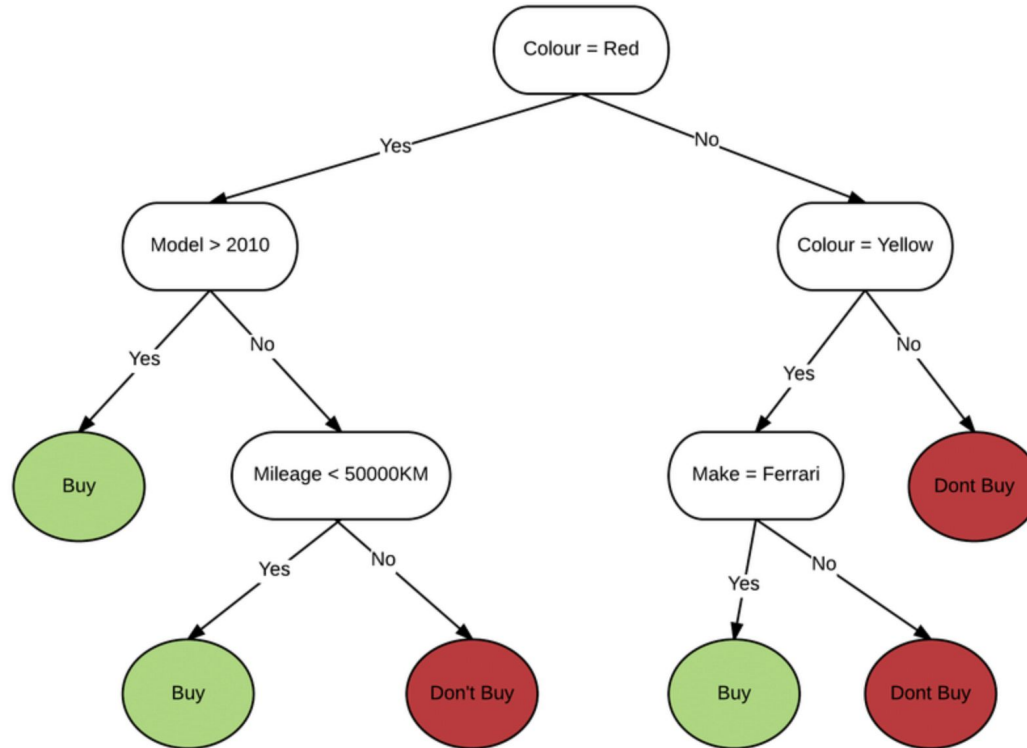 Colour = Red
Yes
No
Model > 2010
Colour = Yellow
Yes
No
Yes
No
Buy
Mileage < 50000KM
Make = Ferrari
Dont Buy
Yes
No
Yes
No
Buy
Don't Buy
Buy
Dont Buy